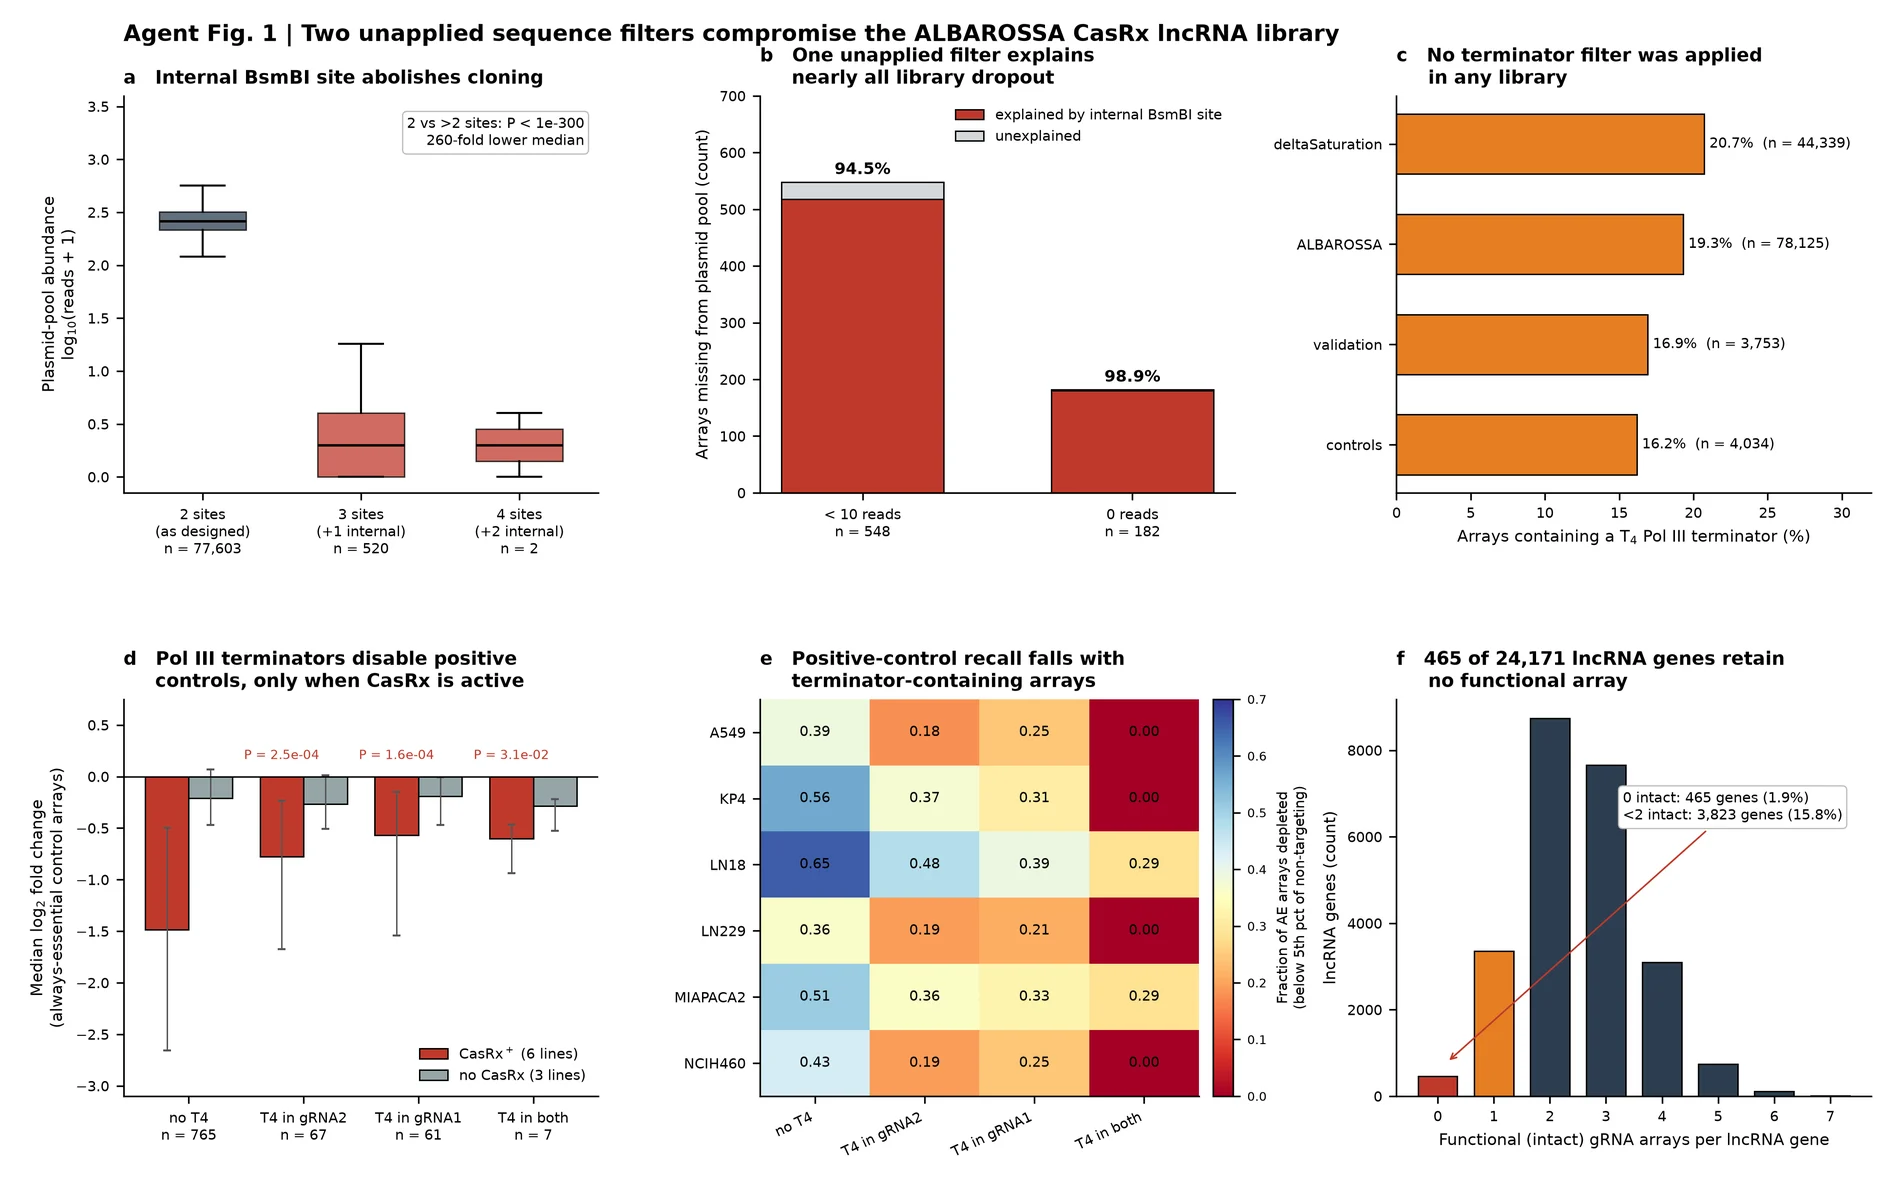 Agent Fig. 1 | Two unapplied sequence filters compromise the ALBAROSSA CasRx lncRNA library
a Internal BsmBI site abolishes cloning
Plasmid-pool abundance
log10(reads + 1)
3.5
3.0
2.5
2.0
1.5
1.0
0.5
0.0
2 vs >2 sites: P < 1e-300
260-fold lower median
2 sites
(as designed)
n = 77,603
3 sites
(+1 internal)
n = 520
4 sites
(+2 internal)
n = 2
b One unapplied filter explains
nearly all library dropout
Arrays missing from plasmid pool (count)
700
600
500
400
300
200
100
0
explained by internal BsmBI site
unexplained
94.5%
98.9%
< 10 reads
n = 548
0 reads
n = 182
c No terminator filter was applied
in any library
deltaSaturation
20.7% (n = 44,339)
ALBAROSSA
19.3% (n = 78,125)
validation
16.9% (n = 3,753)
controls
16.2% (n = 4,034)
0 5 10 15 20 25 30
Arrays containing a T4 Pol III terminator (%)
d Pol III terminators disable positive
controls, only when CasRx is active
Median log2 fold change
(always-essential control arrays)
0.5
0.0
−0.5
−1.0
−1.5
−2.0
−2.5
−3.0
P = 2.5e-04
P = 1.6e-04
P = 3.1e-02
CasRx+ (6 lines)
no CasRx (3 lines)
no T4
n = 765
T4 in gRNA2
n = 67
T4 in gRNA1
n = 61
T4 in both
n = 7
e Positive-control recall falls with
terminator-containing arrays
A549 0.39 0.18 0.25 0.00
KP4 0.56 0.37 0.31 0.00
LN18 0.65 0.48 0.39 0.29
LN229 0.36 0.19 0.21 0.00
MIAPACA2 0.51 0.36 0.33 0.29
NCIH460 0.43 0.19 0.25 0.00
no T4
T4 in gRNA2
T4 in gRNA1
T4 in both
0.7
0.6
0.5
0.4
0.3
0.2
0.1
0.0
Fraction of AE arrays depleted
(below 5th pct of non-targeting)
f 465 of 24,171 lncRNA genes retain
no functional array
lncRNA genes (count)
8000
6000
4000
2000
0
0 intact: 465 genes (1.9%)
<2 intact: 3,823 genes (15.8%)
0 1 2 3 4 5 6 7
Functional (intact) gRNA arrays per lncRNA gene